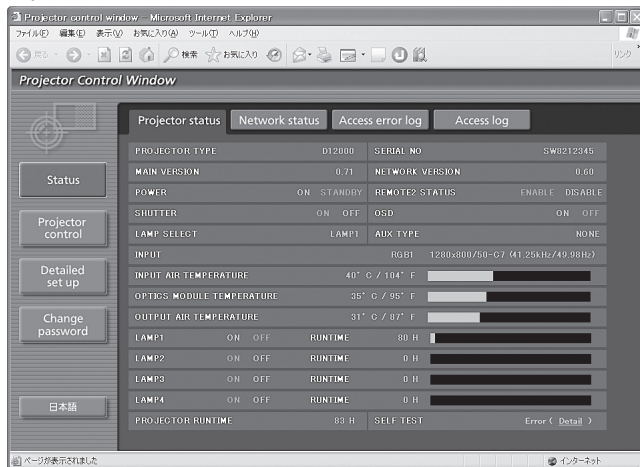 Projector control window - Microsoft Internet Explorer
ファイル(F) 編集(E) 表示(V) お気に入り(A) ツール(T) ヘルプ(H)
戻る 検索 お気に入り リンク
Projector Control Window
Projector status Network status Access error log Access log
Status
Projector control
Detailed set up
Change password
日本語
PROJECTOR TYPE D12000 SERIAL NO SW8212345
MAIN VERSION 0.71 NETWORK VERSION 0.60
POWER ON STANDBY REMOTE2 STATUS ENABLE DISABLE
SHUTTER ON OFF OSD ON OFF
LAMP SELECT LAMP1 AUX TYPE NONE
INPUT RGB1 1280x800/50-C7 (41.25kHz/49.98Hz)
INPUT AIR TEMPERATURE 40° C / 104° F
OPTICS MODULE TEMPERATURE 35° C / 95° F
OUTPUT AIR TEMPERATURE 31° C / 87° F
LAMP1 ON OFF RUNTIME 80 H
LAMP2 ON OFF RUNTIME 0 H
LAMP3 ON OFF RUNTIME 0 H
LAMP4 ON OFF RUNTIME 0 H
PROJECTOR RUNTIME 83 H SELF TEST Error ( Detail )
ページが表示されました インターネット